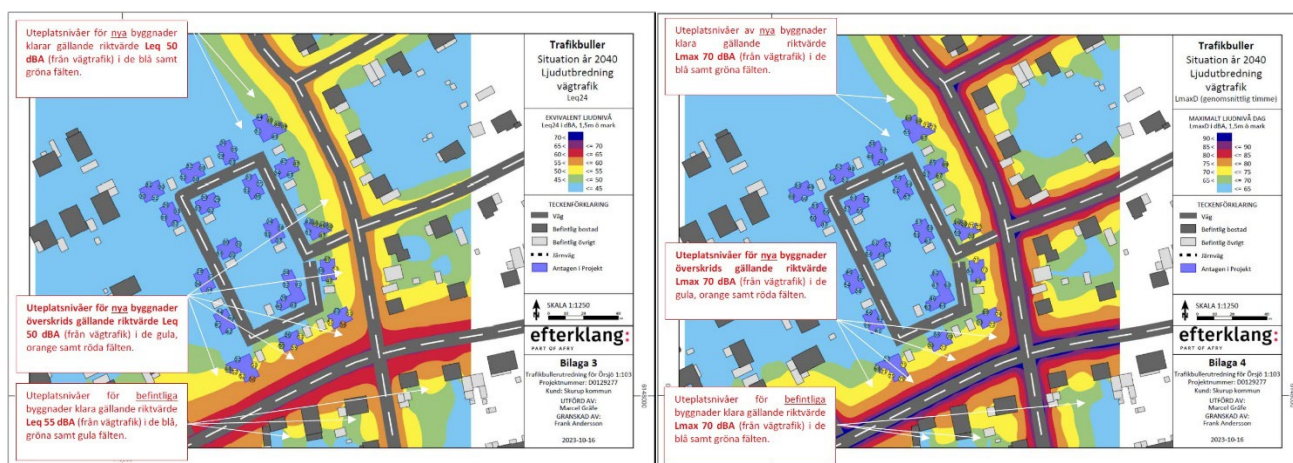 Uteplatsnivåer för nya byggnader
klarar gällande riktvärde Leq 50
dBA (från vägtrafik) i de blå samt
gröna fälten.
Uteplatsnivåer för nya byggnader
överskrids gällande riktvärde Leq
50 dBA (från vägtrafik) i de gula,
orange samt röda fälten.
Uteplatsnivåer för befintliga
byggnader klara gällande riktvärde
Leq 55 dBA (från vägtrafik) i de blå,
gröna samt gula fälten.
Trafikbuller
Situation år 2040
Ljudutbredning
vägtrafik
Leq24
EKVIVALENT LJUDNIVÅ
Leq24 i dBA, 1,5m ö mark
70 <
65 < <= 70
60 < <= 65
55 < <= 60
50 < <= 55
45 < <= 50
<= 45
TECKENFÖRKLARING
Väg
Befintlig bostad
Befintlig övrigt
Järnväg
Antagen i Projekt
SKALA 1:1250
efterklang:
PART OF AFRY
Bilaga 3
Trafikbullerutredning för Örsjö 1:103
Projektnummer: D0129277
Kund: Skurup kommun
UTFÖRD AV:
Marcel Gräfe
GRANSKAD AV:
Frank Andersson
2023-10-16
Uteplatsnivåer av nya byggnader
klara gällande riktvärde
Lmax 70 dBA (från vägtrafik) i de
blå samt gröna fälten.
Uteplatsnivåer för nya byggnader
överskrids gällande riktvärde
Lmax 70 dBA (från vägtrafik) i de
gula, orange samt röda fälten.
Uteplatsnivåer för befintliga
byggnader klara gällande riktvärde
Lmax 70 dBA (från vägtrafik) i de
blå samt gröna fälten.
Trafikbuller
Situation år 2040
Ljudutbredning
vägtrafik
LmaxD (genomsnittlig timme)
MAXIMALT LJUDNIVÅ DAG
LmaxD i dBA, 1,5m ö mark
90 <
85 < <= 90
80 < <= 85
75 < <= 80
70 < <= 75
65 < <= 70
<= 65
TECKENFÖRKLARING
Väg
Befintlig bostad
Befintlig övrigt
Järnväg
Antagen i Projekt
SKALA 1:1250
efterklang:
PART OF AFRY
Bilaga 4
Trafikbullerutredning för Örsjö 1:103
Projektnummer: D0129277
Kund: Skurup kommun
UTFÖRD AV:
Marcel Gräfe
GRANSKAD AV:
Frank Andersson
2023-10-16